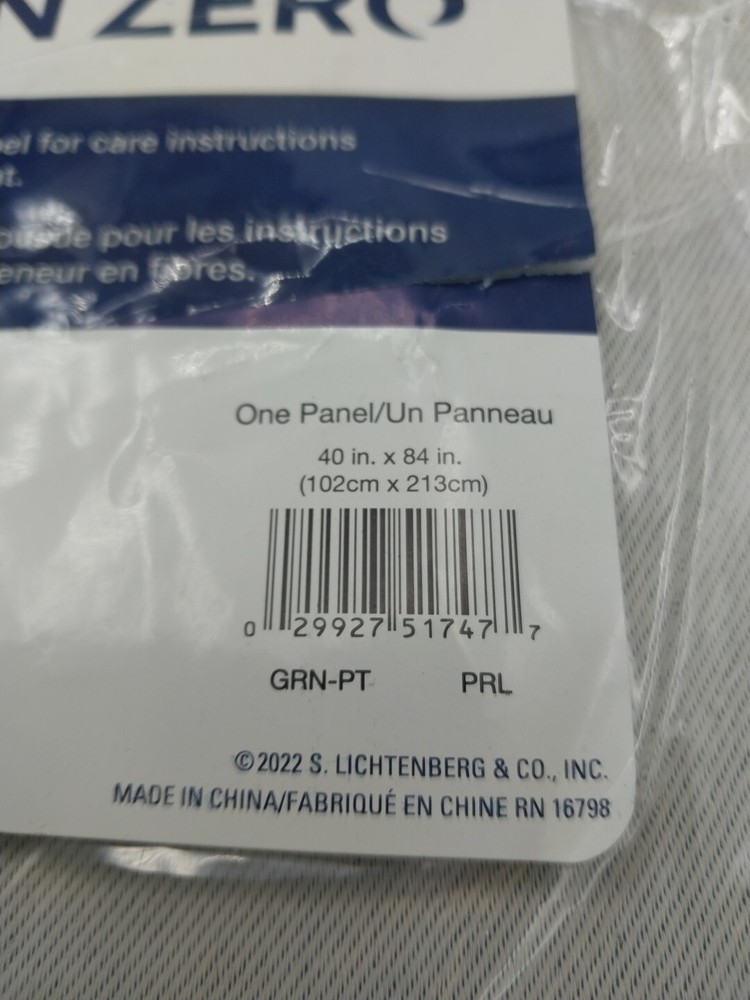 N ZERO
el for care instructions
t.
pour les instructions
eneur en fibres.
One Panel/Un Panneau
40 in. x 84 in.
(102cm x 213cm)
0 29927 51747 7
GRN-PT PRL
©2022 S. LICHTENBERG & CO., INC.
MADE IN CHINA/FABRIQUÉ EN CHINE RN 16798